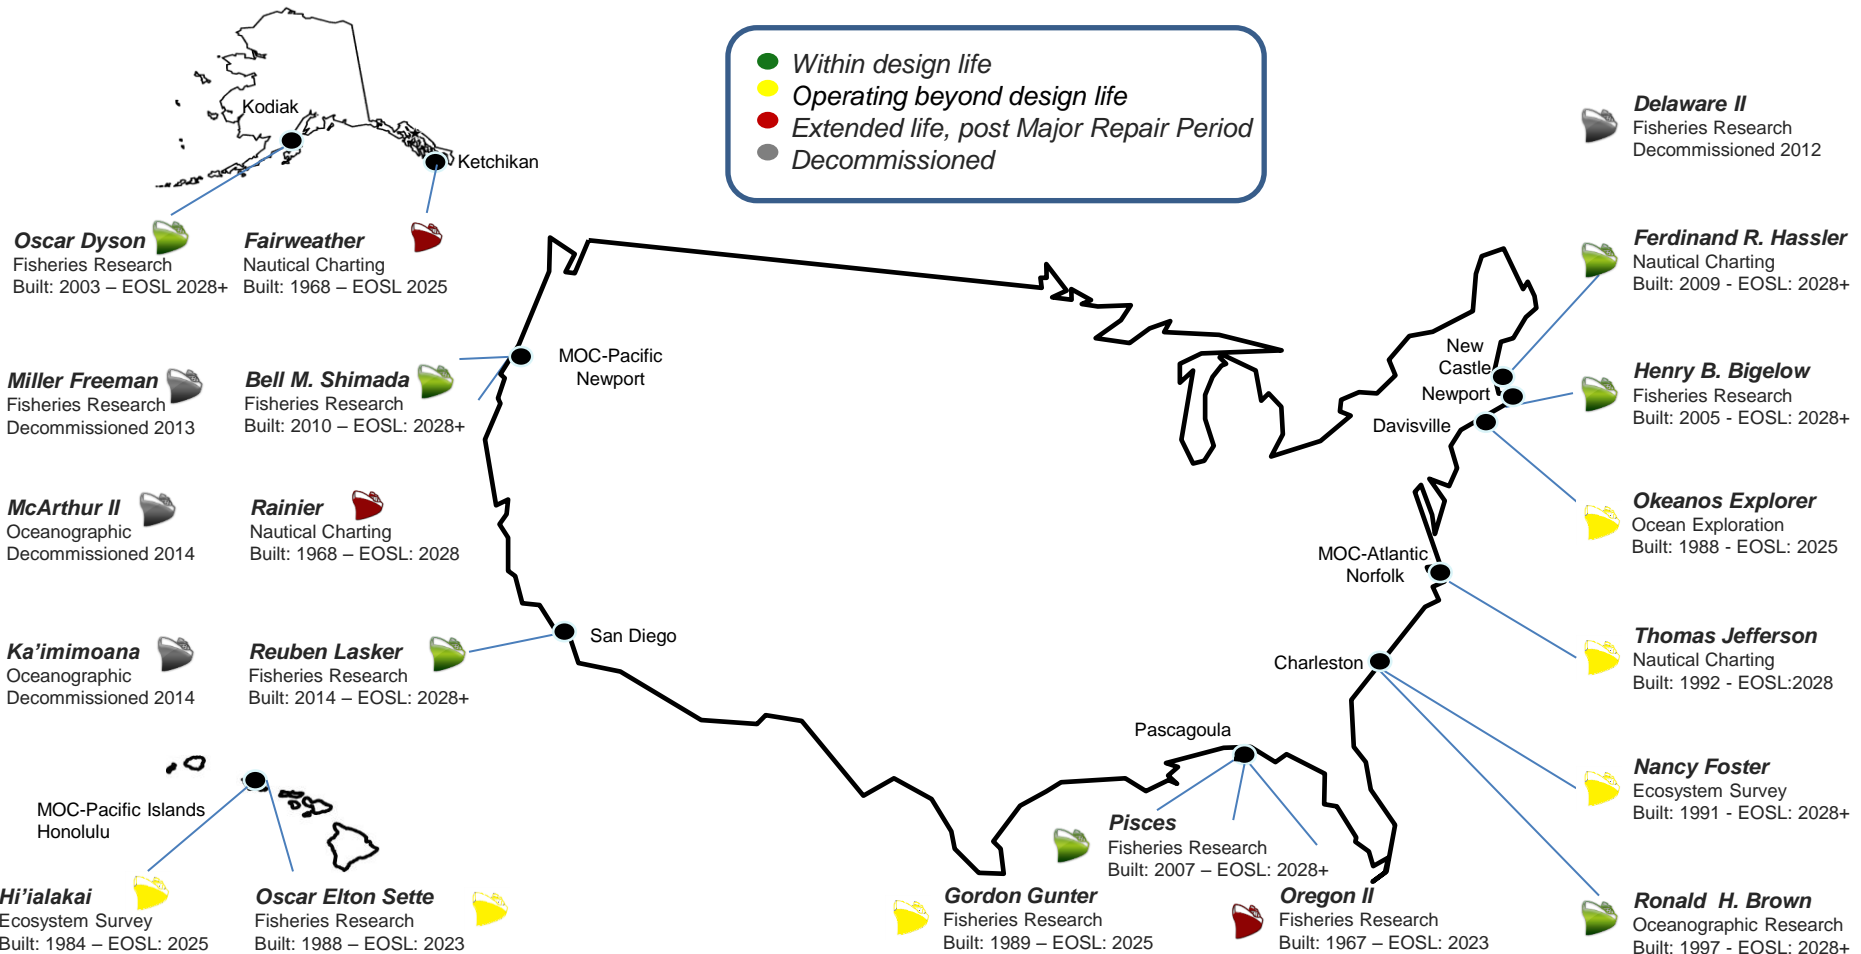 Within design life
Operating beyond design life
Extended life, post Major Repair Period
Decommissioned
Kodiak
Ketchikan
Oscar Dyson
Fisheries Research
Built: 2003 – EOSL 2028+
Fairweather
Nautical Charting
Built: 1968 – EOSL 2025
Miller Freeman
Fisheries Research
Decommissioned 2013
Bell M. Shimada
Fisheries Research
Built: 2010 – EOSL: 2028+
MOC-Pacific
Newport
McArthur II
Oceanographic
Decommissioned 2014
Rainier
Nautical Charting
Built: 1968 – EOSL: 2028
Ka'imimoana
Oceanographic
Decommissioned 2014
Reuben Lasker
Fisheries Research
Built: 2014 – EOSL: 2028+
San Diego
MOC-Pacific Islands
Honolulu
Hi'ialakai
Ecosystem Survey
Built: 1984 – EOSL: 2025
Oscar Elton Sette
Fisheries Research
Built: 1988 – EOSL: 2023
Pascagoula
Pisces
Fisheries Research
Built: 2007 – EOSL: 2028+
Gordon Gunter
Fisheries Research
Built: 1989 – EOSL: 2025
Oregon II
Fisheries Research
Built: 1967 – EOSL: 2023
New
Castle
Newport
Davisville
MOC-Atlantic
Norfolk
Charleston
Delaware II
Fisheries Research
Decommissioned 2012
Ferdinand R. Hassler
Nautical Charting
Built: 2009 - EOSL: 2028+
Henry B. Bigelow
Fisheries Research
Built: 2005 - EOSL: 2028+
Okeanos Explorer
Ocean Exploration
Built: 1988 - EOSL: 2025
Thomas Jefferson
Nautical Charting
Built: 1992 - EOSL:2028
Nancy Foster
Ecosystem Survey
Built: 1991 - EOSL: 2028+
Ronald H. Brown
Oceanographic Research
Built: 1997 - EOSL: 2028+